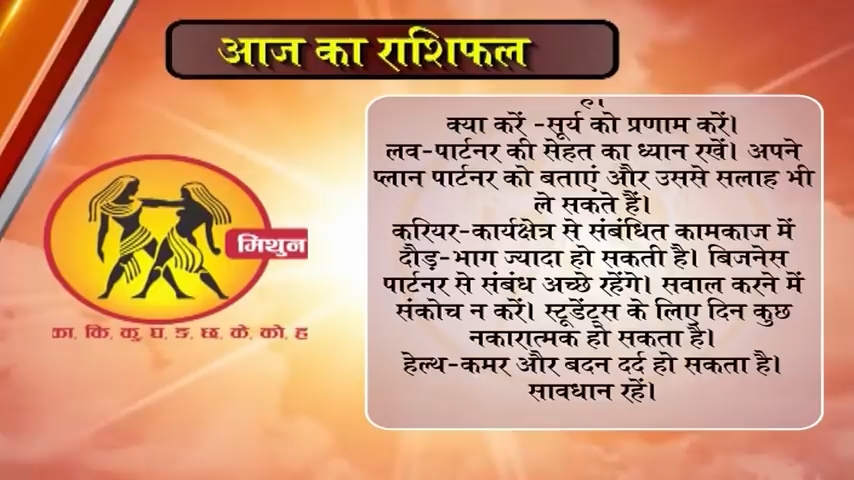 आज का राशिफल
क्या करें -सूर्य को प्रणाम करें।
लव-पार्टनर की सेहत का ध्यान रखें। अपने
प्लान पार्टनर को बताएं और उससे सलाह भी
ले सकते हैं।
करियर-कार्यक्षेत्र से संबंधित कामकाज में
दौड़-भाग ज्यादा हो सकती है। बिजनेस
पार्टनर से संबंध अच्छे रहेंगे। सवाल करने में
संकोच न करें। स्टूडेंट्स के लिए दिन कुछ
नकारात्मक हो सकता है।
हेल्थ-कमर और बदन दर्द हो सकता है।
सावधान रहें।
मिथुन
का, कि, कु, घ, ङ, छ, के, को, ह